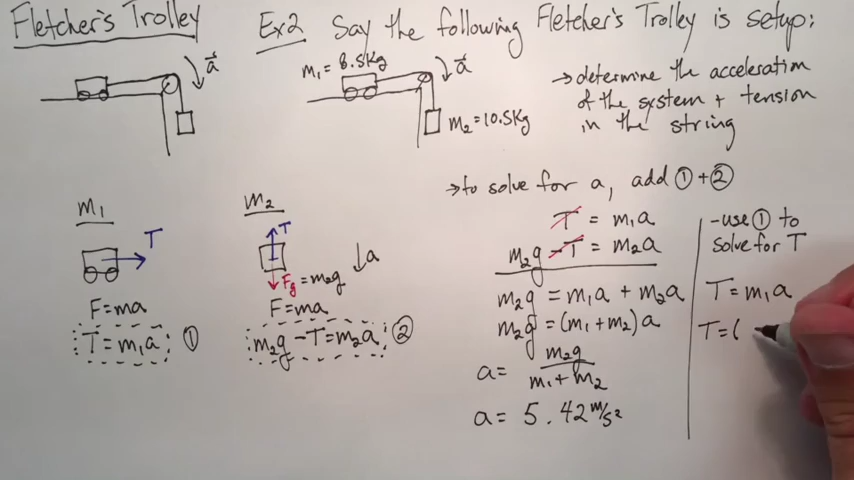 Fletcher's Trolley
a
Ex2 Say the following Fletcher's Trolley is setup:
m₁ = 8.5kg
a
m₂ = 10.5kg
→ determine the acceleration
of the system + tension
in the string
m₁
T
F=ma
T = m₁a ①
m₂
T
Fg = m₂g
a
F=ma
m₂g - T = m₂a ②
→ to solve for a, add ① + ②
T = m₁a
m₂g - T = m₂a
m₂g = m₁a + m₂a
m₂g = (m₁+m₂)a
a = m₂g
m₁ + m₂
a = 5.42 m/s²
- use ① to
solve for T
T = m₁a
T = (